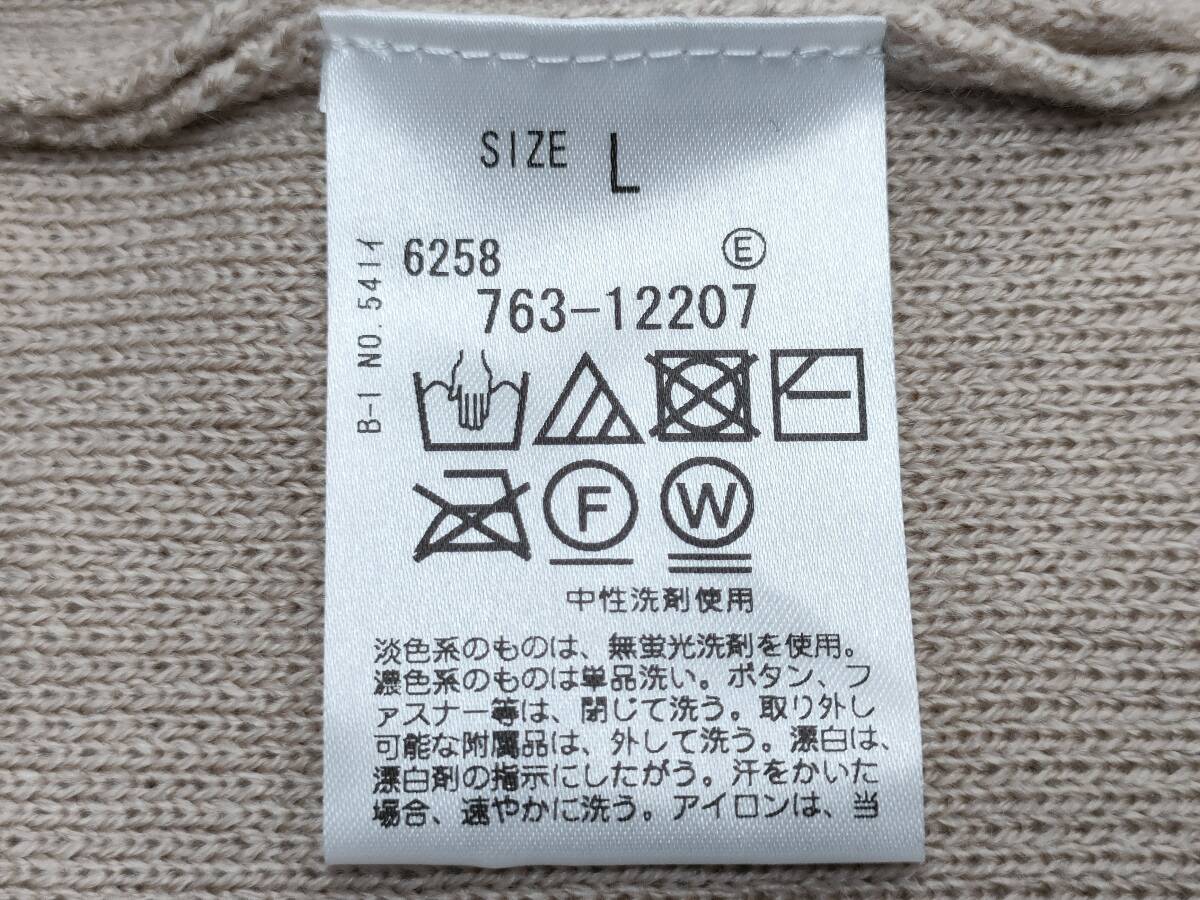 SIZE L
6258 Ⓔ
763-12207
B-1 NO.541イ
F W
中性洗剤使用
淡色系のものは、無蛍光洗剤を使用。
濃色系のものは単品洗い。ボタン、フ
ァスナー等は、閉じて洗う。取り外し
可能な附属品は、外して洗う。漂白は、
漂白剤の指示にしたがう。汗をかいた
場合、速やかに洗う。アイロンは、当